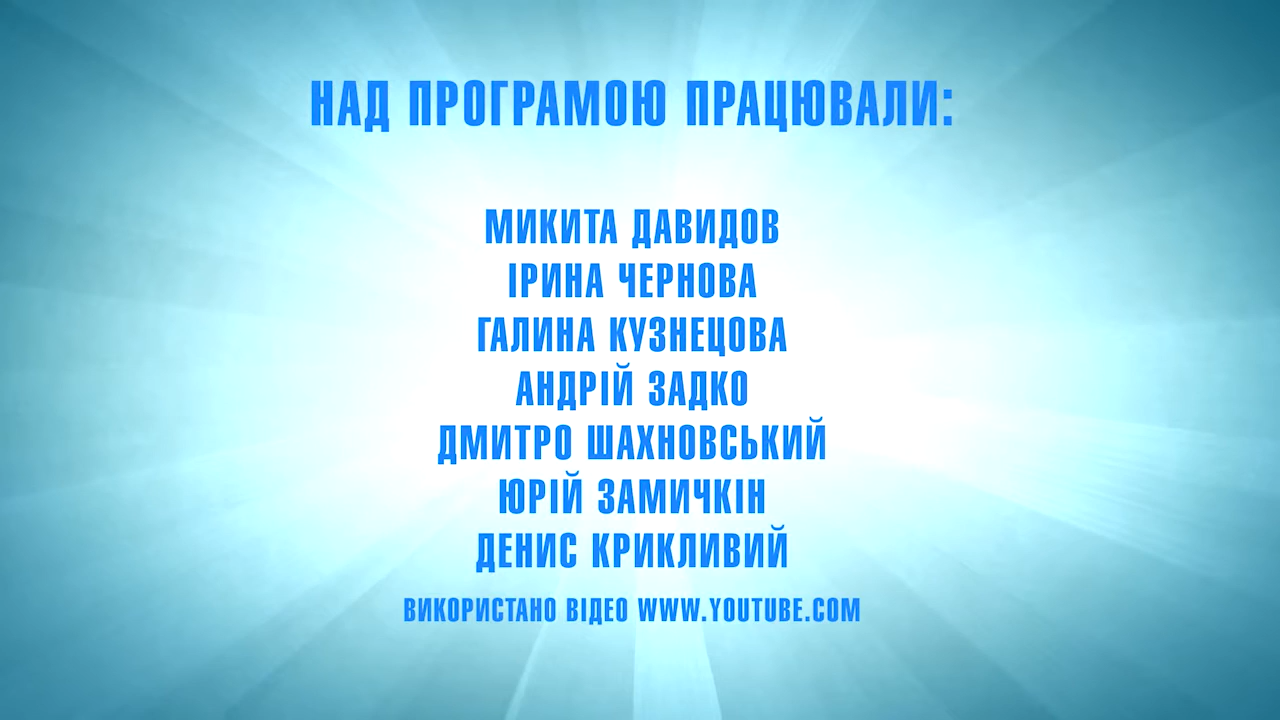 НАД ПРОГРАМОЮ ПРАЦЮВАЛИ:
МИКИТА ДАВИДОВ
ІРИНА ЧЕРНОВА
ГАЛИНА КУЗНЕЦОВА
АНДРІЙ ЗАДКО
ДМИТРО ШАХНОВСЬКИЙ
ЮРІЙ ЗАМИЧКІН
ДЕНИС КРИКЛИВИЙ
ВИКОРИСТАНО ВІДЕО WWW.YOUTUBE.COM